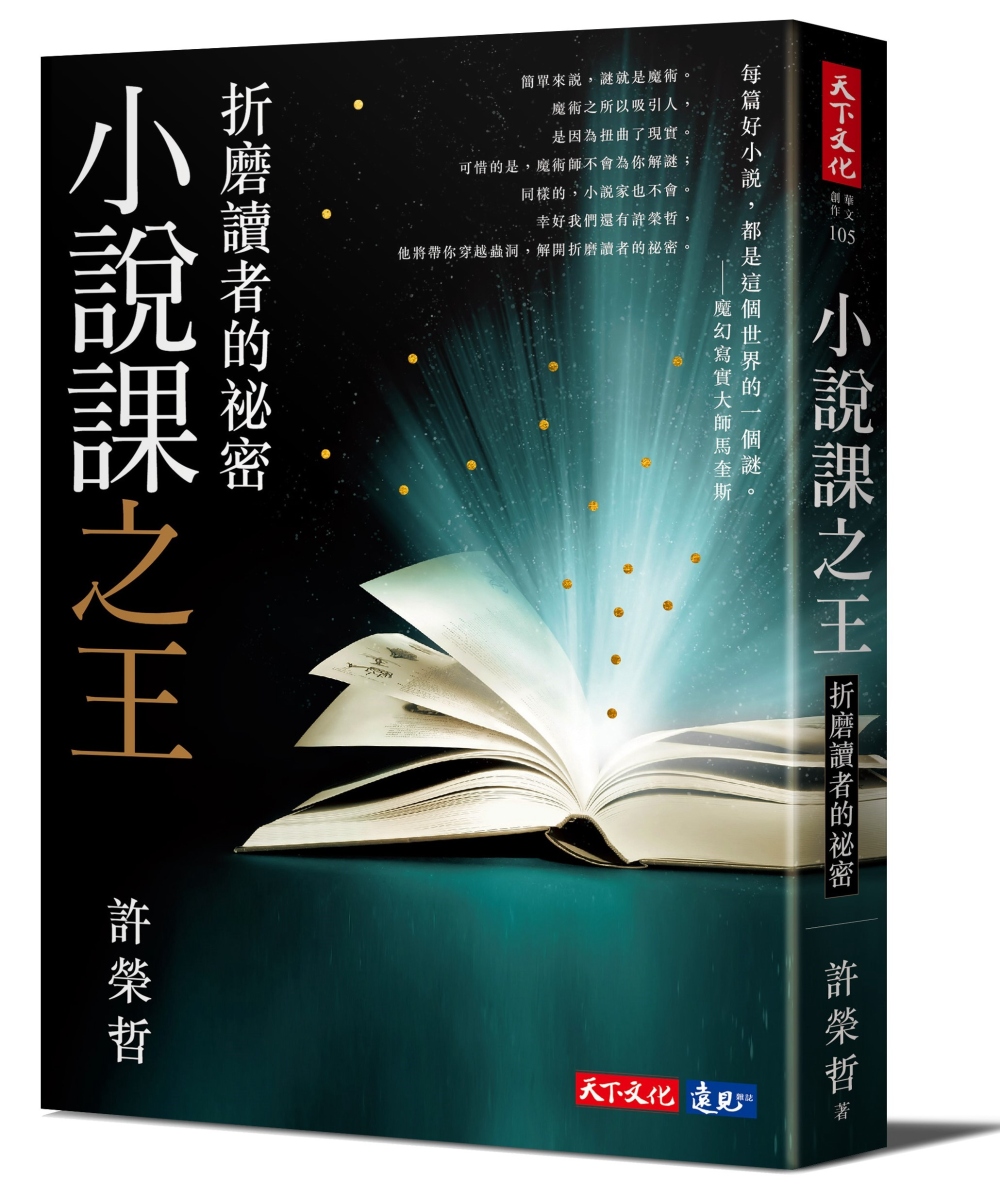 每篇好小說，都是這個世界的一個謎。
——魔幻寫實大師馬奎斯
簡單來說，謎就是魔術。
魔術之所以吸引人，
是因為扭曲了現實。
可惜的是，魔術師不會為你解謎；
同樣的，小說家也不會。
幸好我們還有許榮哲，
他將帶你穿越蟲洞，解開折磨讀者的祕密。
折磨讀者的祕密
小說課之王
許榮哲
天下文化
遠見雜誌
天下文化
華文創作
105
小說課之王
折磨讀者的祕密
許榮哲 著